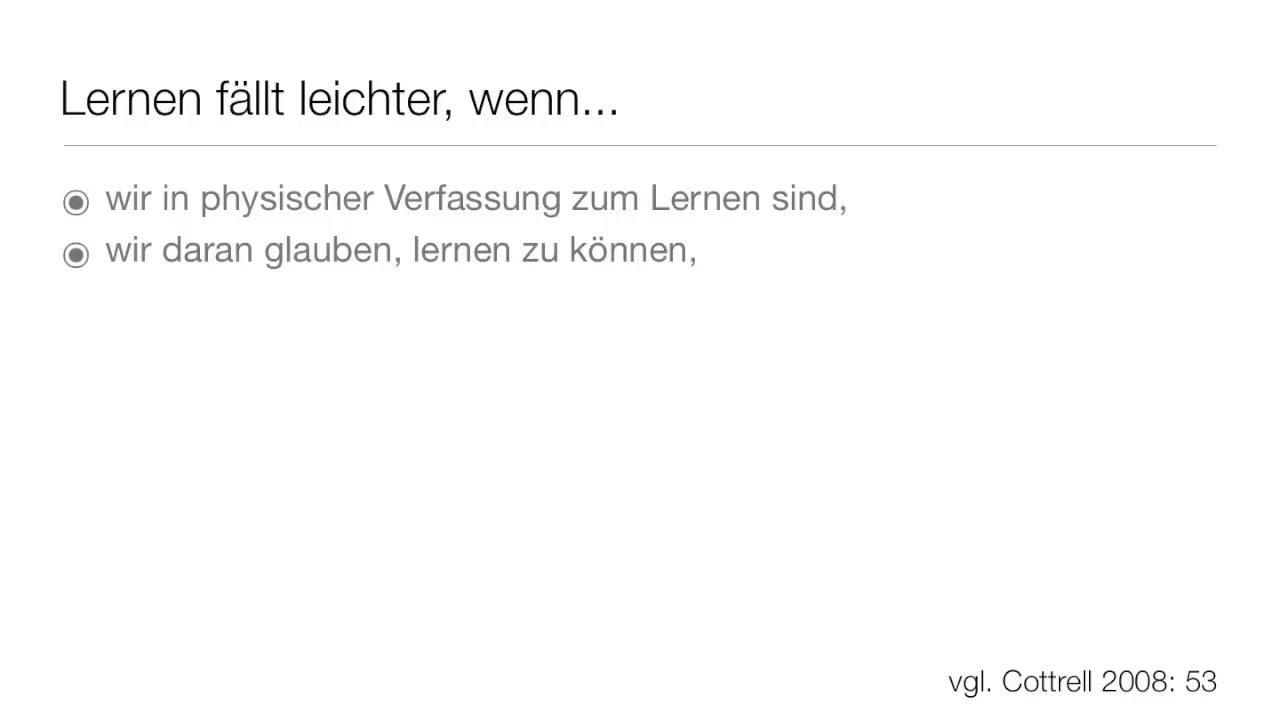 Lernen fällt leichter, wenn...
wir in physischer Verfassung zum Lernen sind,
wir daran glauben, lernen zu können,
vgl. Cottrell 2008: 53